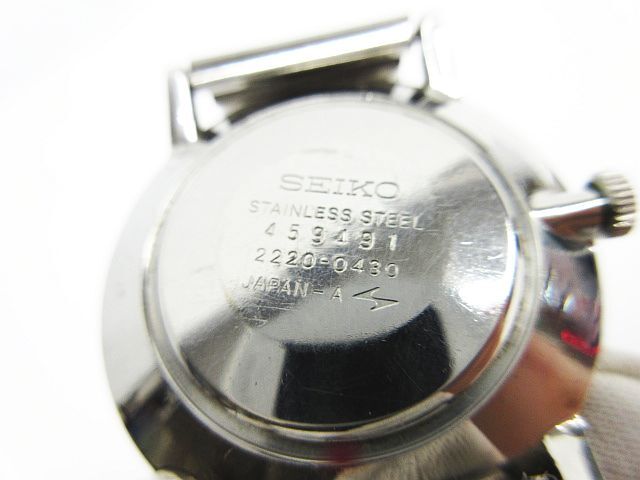 SEIKO
STAINLESS STEEL
459491
2220-0430
JAPAN-A